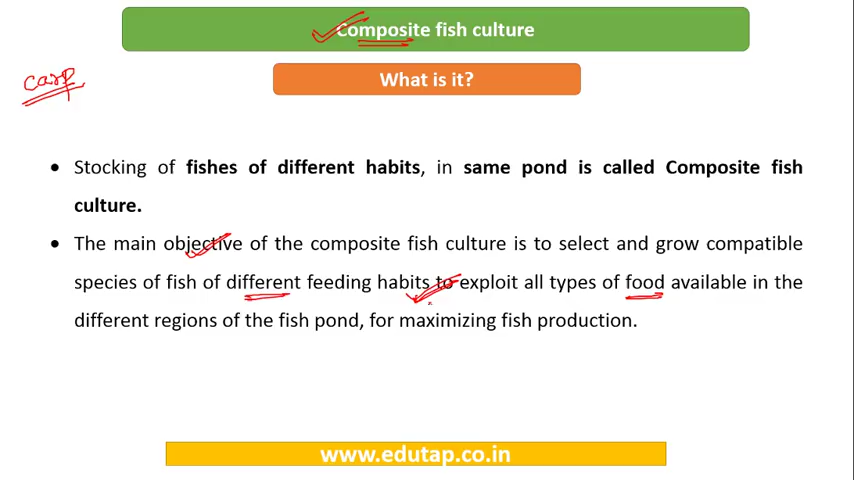 Composite fish culture
carp
What is it?
• Stocking of fishes of different habits, in same pond is called Composite fish
culture.
• The main objective of the composite fish culture is to select and grow compatible
species of fish of different feeding habits to exploit all types of food available in the
different regions of the fish pond, for maximizing fish production.
www.edutap.co.in